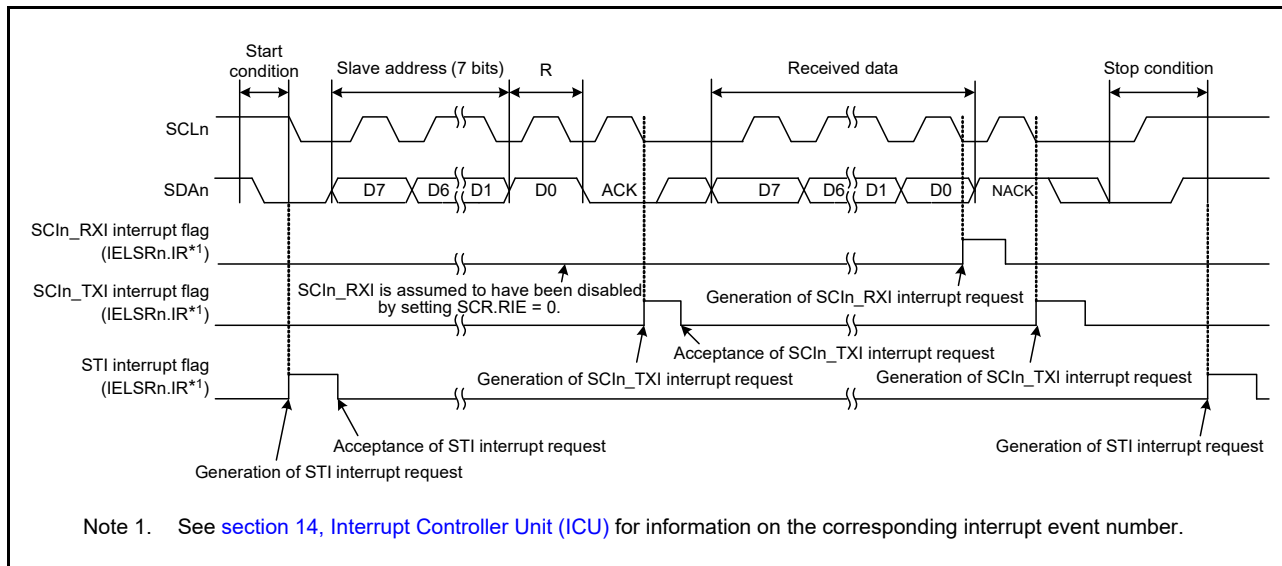 Start
condition
Slave address (7 bits)
R
Received data
Stop condition
SCLn
SDAn
D7
D6
D1
D0
ACK
D7
D6
D1
D0
NACK
SCIn_RXI interrupt flag
(IELSRn.IR*1)
SCIn_RXI is assumed to have been disabled
by setting SCR.RIE = 0.
Generation of SCIn_RXI interrupt request
SCIn_TXI interrupt flag
(IELSRn.IR*1)
Acceptance of SCIn_TXI interrupt request
Generation of SCIn_TXI interrupt request
Generation of SCIn_TXI interrupt request
STI interrupt flag
(IELSRn.IR*1)
Acceptance of STI interrupt request
Generation of STI interrupt request
Generation of STI interrupt request
Note 1. See section 14, Interrupt Controller Unit (ICU) for information on the corresponding interrupt event number.